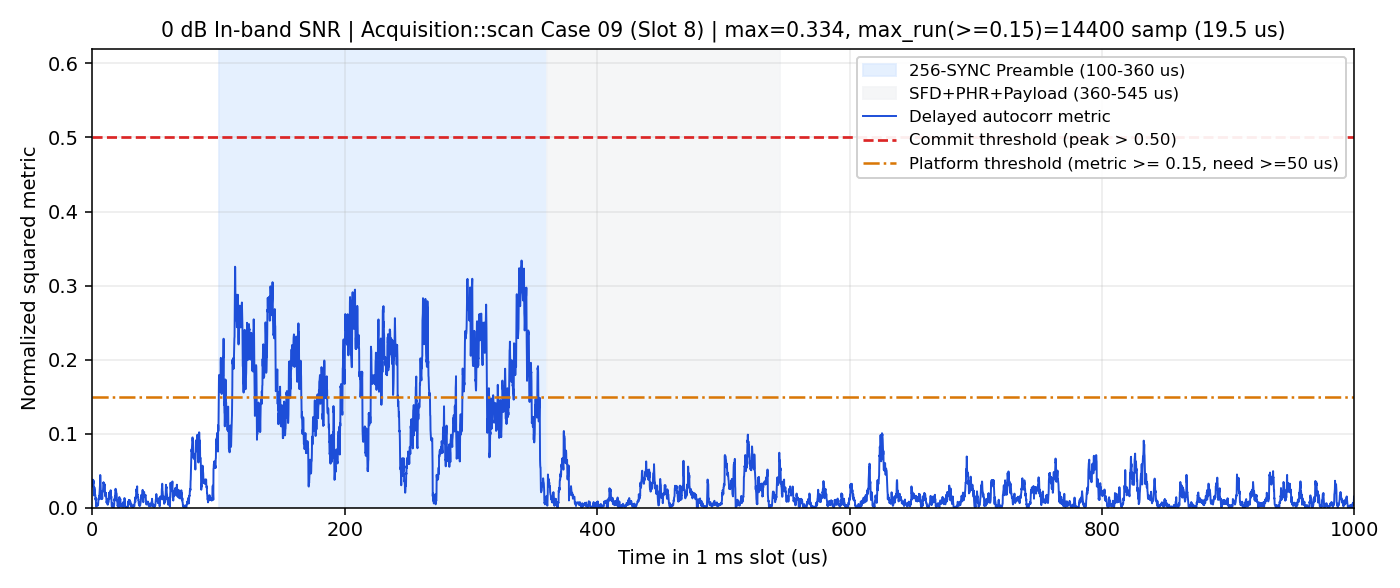 0 dB In-band SNR | Acquisition::scan Case 09 (Slot 8) | max=0.334, max_run(>=0.15)=14400 samp (19.5 us)
256-SYNC Preamble (100-360 us)
SFD+PHR+Payload (360-545 us)
Delayed autocorr metric
Commit threshold (peak > 0.50)
Platform threshold (metric >= 0.15, need >=50 us)
Normalized squared metric
0.6
0.5
0.4
0.3
0.2
0.1
0.0
0 200 400 600 800 1000
Time in 1 ms slot (us)